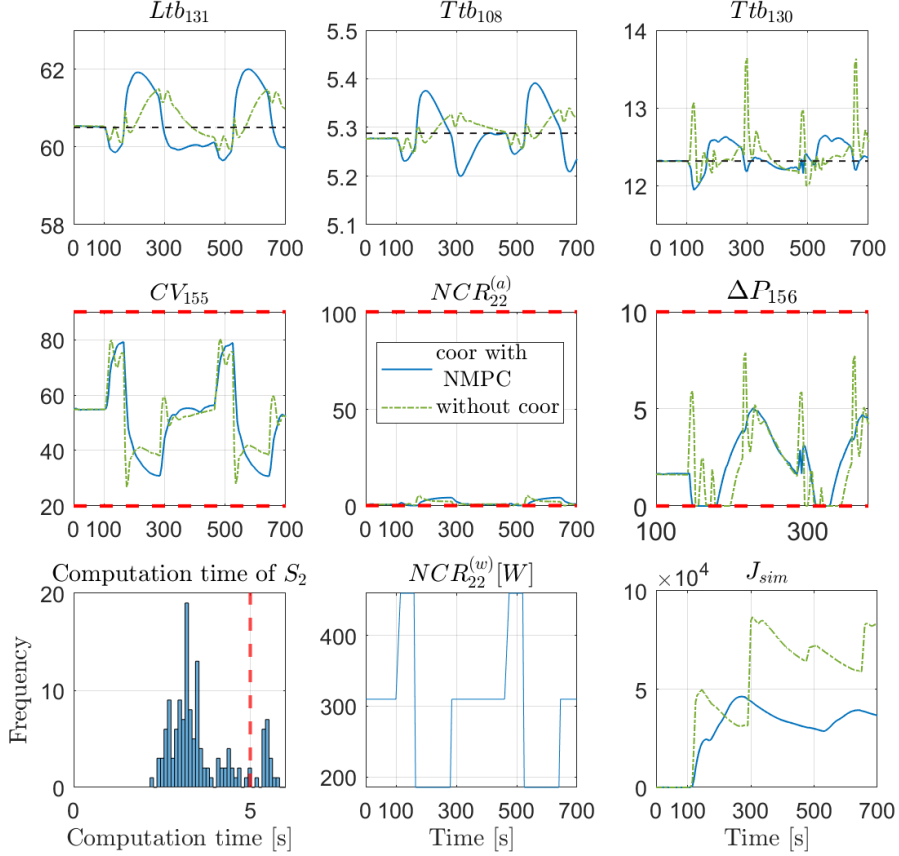 Ltb₁₃₁
62
60
58
0 100 300 500 700
Ttb₁₀₈
5.5
5.4
5.3
5.2
5.1
0 100 300 500 700
Ttb₁₃₀
14
13
12
0 100 300 500 700
CV₁₅₅
80
60
40
20
0 100 300 500 700
NCR₂₂⁽ᵃ⁾
100
50
0
0 100 300 500 700
coor with
NMPC
without coor
ΔP₁₅₆
10
5
0
100 300
Computation time of S₂
Frequency
20
10
0
0 5
Computation time [s]
NCR₂₂⁽ʷ⁾[W]
400
300
200
0 100 300 500 700
Time [s]
J_sim
×10⁴
10
5
0
0 100 300 500 700
Time [s]